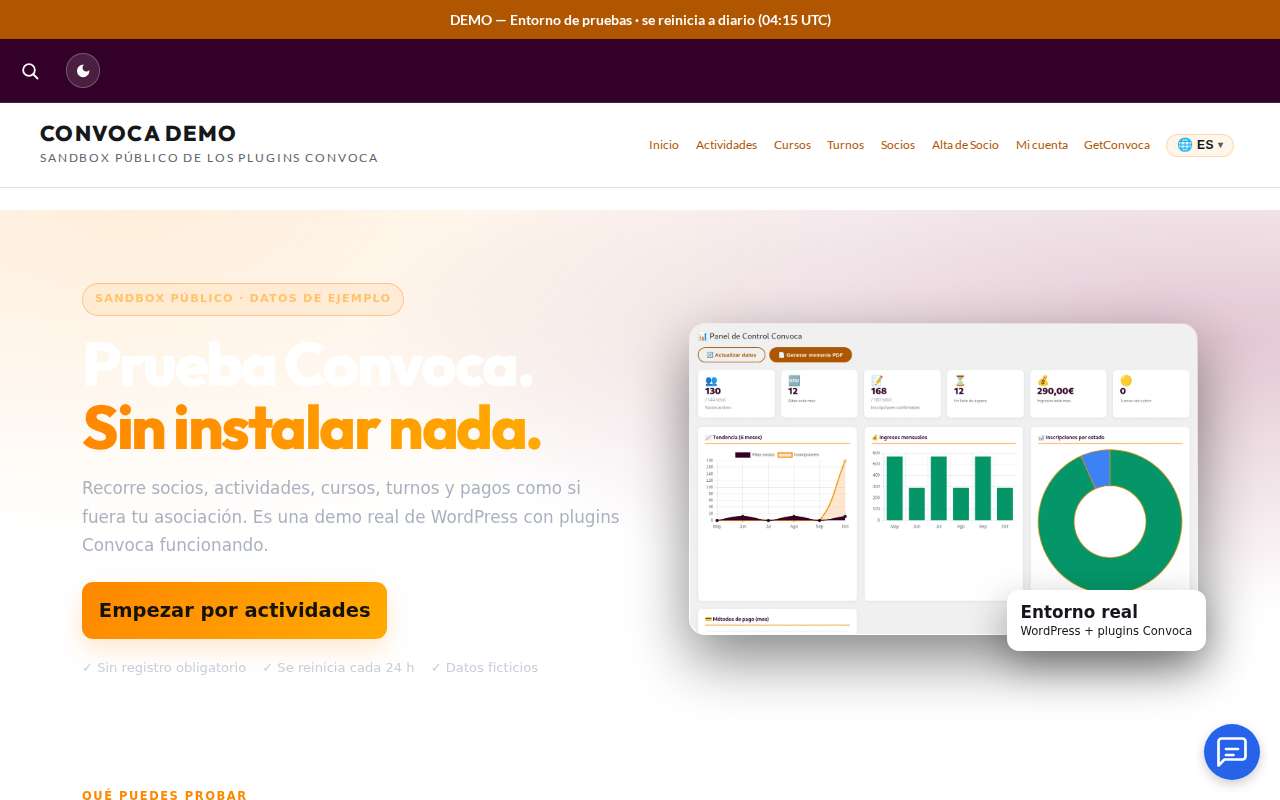 DEMO — Entorno de pruebas · se reinicia a diario (04:15 UTC)
CONVOCA DEMO
SANDBOX PÚBLICO DE LOS PLUGINS CONVOCA
Inicio Actividades Cursos Turnos Socios Alta de Socio Mi cuenta GetConvoca ES ▾
SANDBOX PÚBLICO · DATOS DE EJEMPLO
Prueba Convoca.
Sin instalar nada.
Recorre socios, actividades, cursos, turnos y pagos como si
fuera tu asociación. Es una demo real de WordPress con plugins
Convoca funcionando.
Empezar por actividades
✓ Sin registro obligatorio ✓ Se reinicia cada 24 h ✓ Datos ficticios
Panel de Control Convoca
Actualizar datos Generar memoria PDF
130 12 168 12 290,00€ 0
Inscripciones confirmadas
Tendencia (6 meses) Ingresos mensuales Inscripciones por estado
Métodos de pago (mes)
Entorno real
WordPress + plugins Convoca
QUÉ PUEDES PROBAR